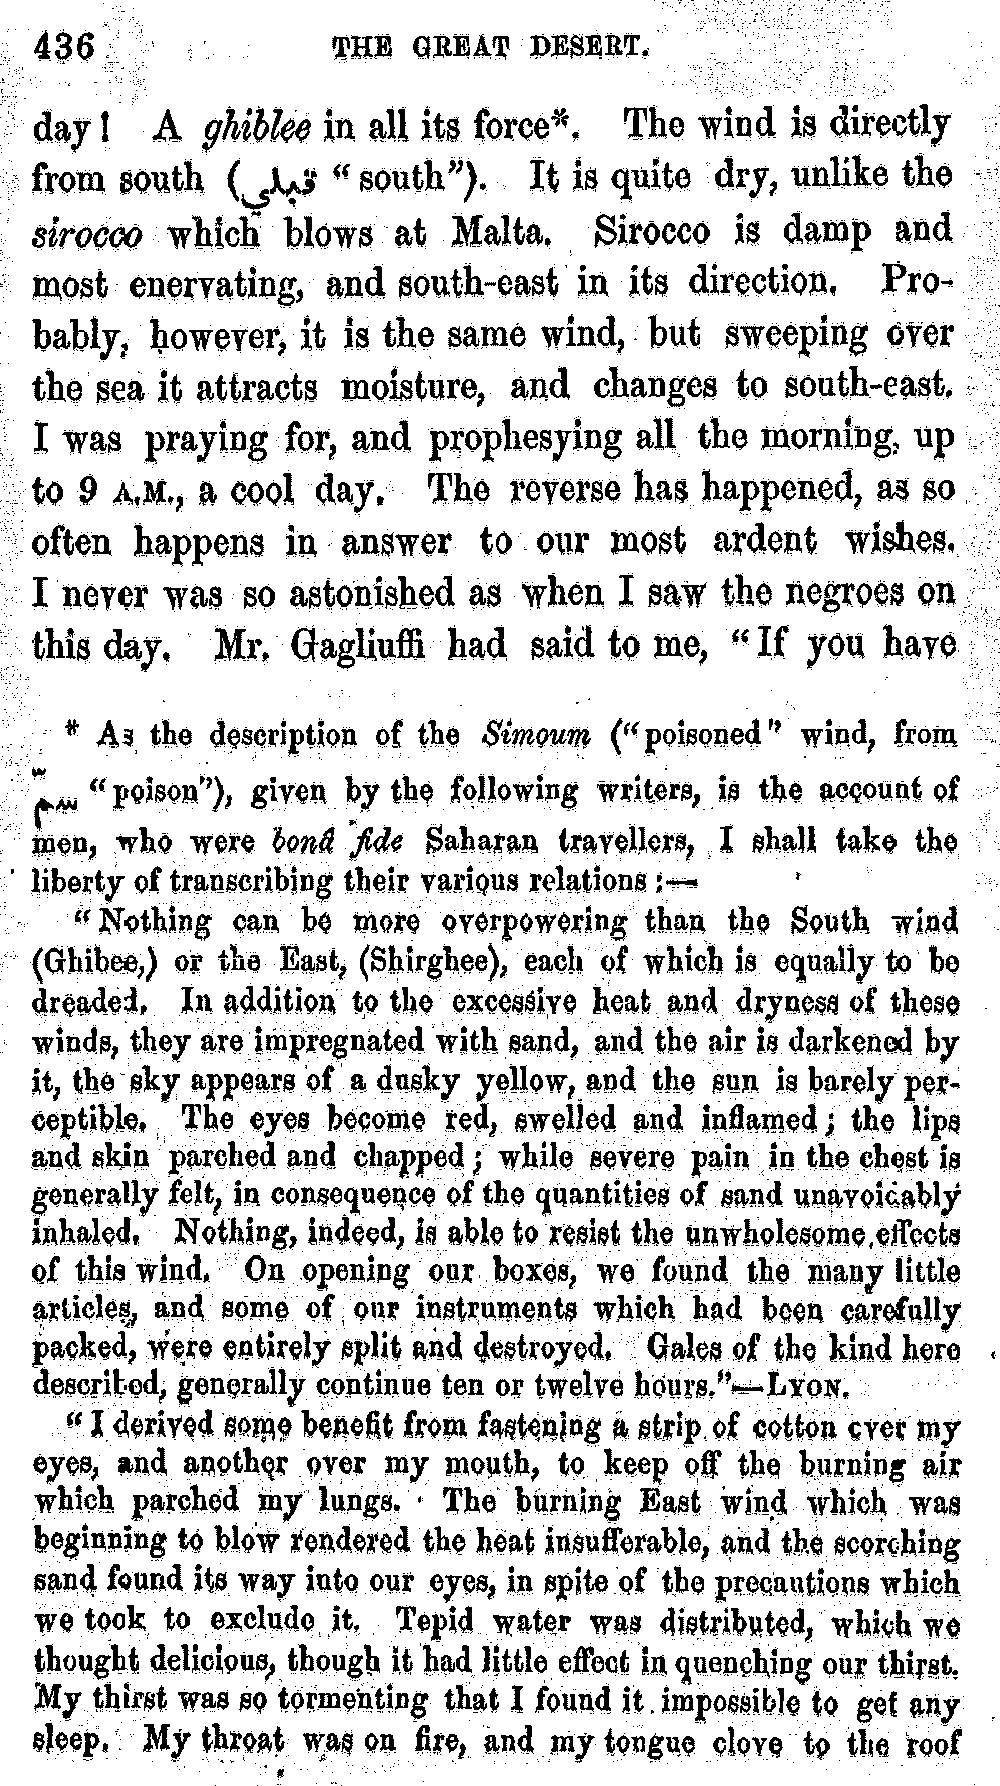 436 THE GREAT DESERT.
day! A ghiblee in all its force*. The wind is directly
from south (قبلي “south”). It is quite dry, unlike the
sirocco which blows at Malta. Sirocco is damp and
most enervating, and south-east in its direction. Pro-
bably, however, it is the same wind, but sweeping over
the sea it attracts moisture, and changes to south-east.
I was praying for, and prophesying all the morning, up
to 9 A.M., a cool day. The reverse has happened, as so
often happens in answer to our most ardent wishes.
I never was so astonished as when I saw the negroes on
this day. Mr. Gagliuffi had said to me, “If you have
* As the description of the Simoum (“poisoned” wind, from
سم “poison”), given by the following writers, is the account of
men, who were bonâ fide Saharan travellers, I shall take the
liberty of transcribing their various relations:—
“Nothing can be more overpowering than the South wind
(Ghibee,) or the East, (Shirghee), each of which is equally to be
dreaded. In addition to the excessive heat and dryness of these
winds, they are impregnated with sand, and the air is darkened by
it, the sky appears of a dusky yellow, and the sun is barely per-
ceptible. The eyes become red, swelled and inflamed; the lips
and skin parched and chapped; while severe pain in the chest is
generally felt, in consequence of the quantities of sand unavoidably
inhaled. Nothing, indeed, is able to resist the unwholesome effects
of this wind. On opening our boxes, we found the many little
articles, and some of our instruments which had been carefully
packed, were entirely split and destroyed. Gales of the kind here
described, generally continue ten or twelve hours.”—LYON.
“I derived some benefit from fastening a strip of cotton over my
eyes, and another over my mouth, to keep off the burning air
which parched my lungs. The burning East wind which was
beginning to blow rendered the heat insufferable, and the scorching
sand found its way into our eyes, in spite of the precautions which
we took to exclude it. Tepid water was distributed, which we
thought delicious, though it had little effect in quenching our thirst.
My thirst was so tormenting that I found it impossible to get any
sleep. My throat was on fire, and my tongue clove to the roof